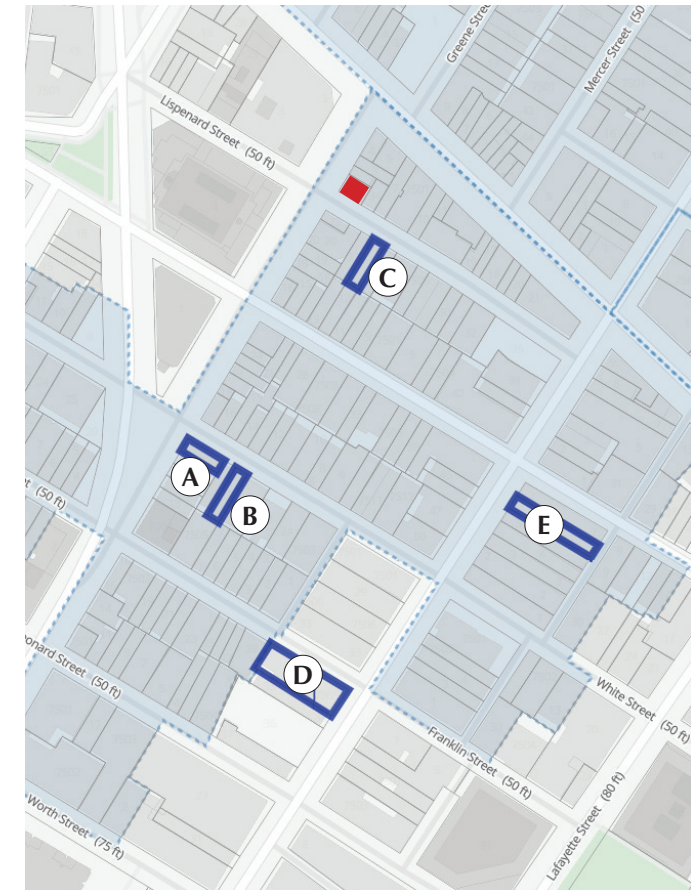 Greene Street
Mercer Street (50
Lispenard Street (50 ft)
C
A
B
E
et (50 ft)
D
onard Street (50 ft)
White Street (50 ft)
Franklin Street (50 ft)
Worth Street (75 ft)
Lafayette Street (80 ft)